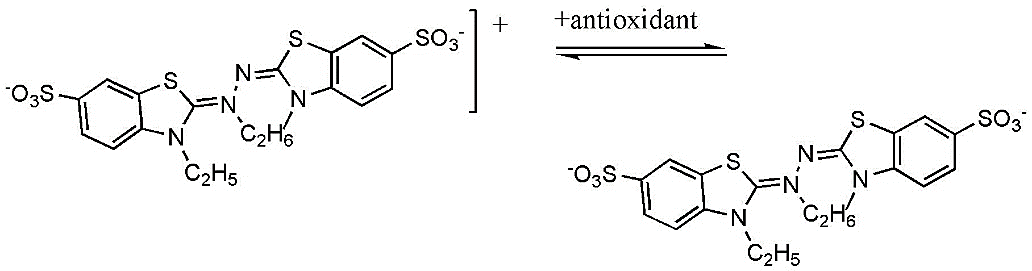 + +antioxidant
S N S SO3-
-O3S S N N
N C2H6
C2H5
S N S SO3-
-O3S S N N
N C2H6
C2H5